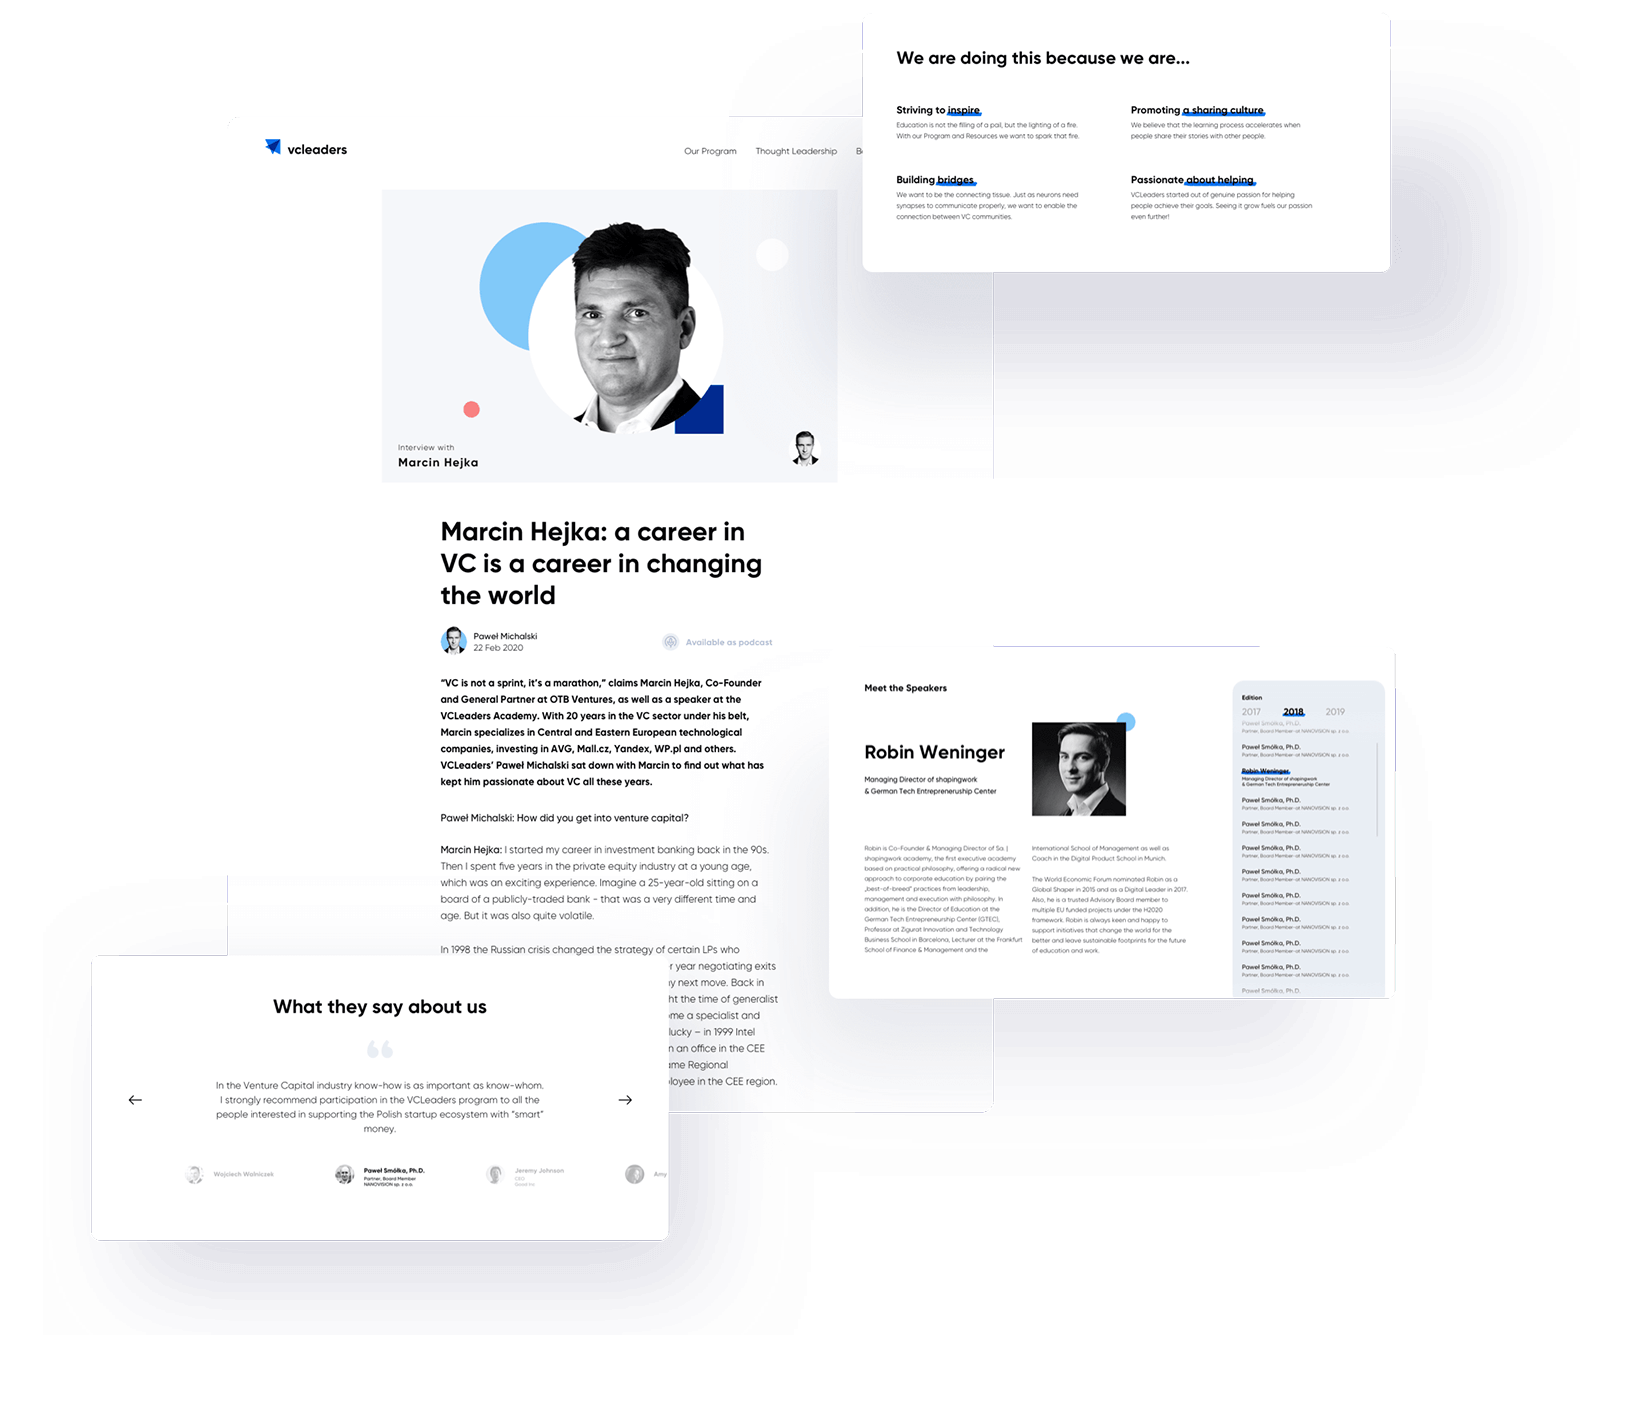 We are doing this because we are...
Striving to inspire
Education is not the filling of a pail, but the lighting of a fire.
With our Program and Resources we want to spark that fire.
Promoting a sharing culture
We believe that the learning process accelerates when
people share their stories with other people.
Building bridges
We want to be the connecting tissue. Just as neurons need
synapses to communicate properly, we want to enable the
connection between VC communities.
Passionate about helping
VCLeaders started out of genuine passion for helping
people achieve their goals. Seeing it grow fuels our passion
even further!
vcleaders
Our Program Thought Leadership
Interview with
Marcin Hejka
Marcin Hejka: a career in
VC is a career in changing
the world
Paweł Michalski
22 Feb 2020
Available as podcast
“VC is not a sprint, it’s a marathon,” claims Marcin Hejka, Co-Founder
and General Partner at OTB Ventures, as well as a speaker at the
VCLeaders Academy. With 20 years in the VC sector under his belt,
Marcin specializes in Central and Eastern European technological
companies, investing in AVG, Mall.cz, Yandex, WP.pl and others.
VCLeaders’ Paweł Michalski sat down with Marcin to find out what has
kept him passionate about VC all these years.
Paweł Michalski: How did you get into venture capital?
Marcin Hejka: I started my career in investment banking back in the 90s.
Then I spent five years in the private equity industry at a young age,
which was an exciting experience. Imagine a 25-year-old sitting on a
board of a publicly-traded bank - that was a very different time and
age. But it was also quite volatile.
In 1998 the Russian crisis changed the strategy of certain LPs who
r year negotiating exits
y next move. Back in
ht the time of generalist
me a specialist and
lucky – in 1999 Intel
n an office in the CEE
ame Regional
loyee in the CEE region.
Meet the Speakers
Robin Weninger
Managing Director of shapingwork
& German Tech Entrepreneruship Center
Robin is Co-Founder & Managing Director of Sa. |
shapingwork academy, the first executive academy
based on practical philosophy, offering a radical new
approach to corporate education by pairing the
„best-of-breed” practices from leadership,
management and execution with philosophy. In
addition, he is the Director of Education at the
German Tech Entrepreneurship Center (GTEC),
Professor at Zigurat Innovation and Technology
Business School in Barcelona, Lecturer at the Frankfurt
School of Finance & Management and the
International School of Management as well as
Coach in the Digital Product School in Munich.
The World Economic Forum nominated Robin as a
Global Shaper in 2015 and as a Digital Leader in 2017.
Also, he is a trusted Advisory Board member to
multiple EU funded projects under the H2020
framework. Robin is always keen and happy to
support initiatives that change the world for the
better and leave sustainable footprints for the future
of education and work.
Edition
2017 2018 2019
Paweł Smółka, Ph.D.
Partner, Board Member-at NANOVISION sp. z o.o.
Paweł Smółka, Ph.D.
Partner, Board Member-at NANOVISION sp. z o.o.
Robin Weninger
Managing Director of shapingwork
& German Tech Entrepreneruship Center
Paweł Smółka, Ph.D.
Partner, Board Member-at NANOVISION sp. z o.o.
Paweł Smółka, Ph.D.
Partner, Board Member-at NANOVISION sp. z o.o.
Paweł Smółka, Ph.D.
Partner, Board Member-at NANOVISION sp. z o.o.
Paweł Smółka, Ph.D.
Partner, Board Member-at NANOVISION sp. z o.o.
Paweł Smółka, Ph.D.
Partner, Board Member-at NANOVISION sp. z o.o.
Paweł Smółka, Ph.D.
Partner, Board Member-at NANOVISION sp. z o.o.
Paweł Smółka, Ph.D.
Partner, Board Member-at NANOVISION sp. z o.o.
Paweł Smółka, Ph.D.
Partner, Board Member-at NANOVISION sp. z o.o.
Paweł Smółka, Ph.D.
What they say about us
“
In the Venture Capital industry know-how is as important as know-whom.
I strongly recommend participation in the VCLeaders program to all the
people interested in supporting the Polish startup ecosystem with “smart”
money.
Wojciech Walniczek
Paweł Smółka, Ph.D.
Partner, Board Member
NANOVISION sp. z o.o.
Jeremy Johnson
CEO
Amy